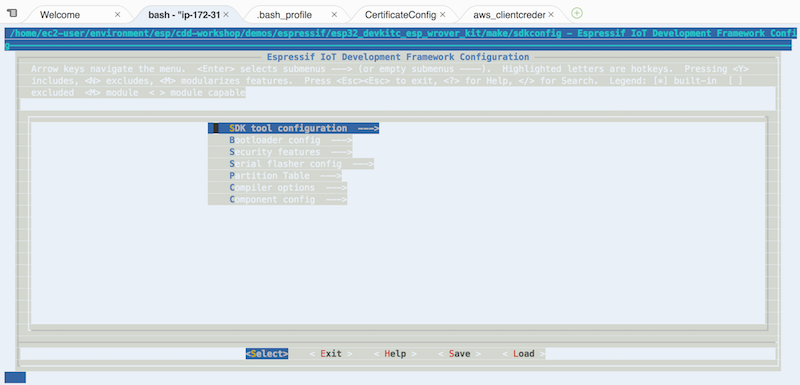 Welcome × bash - "ip-172-31 × .bash_profile × CertificateConfig × aws_clientcreder ×
/home/ec2-user/environment/esp/cdd-workshop/demos/espressif/esp32_devkitc_esp_wrover_kit/make/sdkconfig - Espressif IoT Development Framework Confi
g
Espressif IoT Development Framework Configuration
Arrow keys navigate the menu. <Enter> selects submenus ---> (or empty submenus ----). Highlighted letters are hotkeys. Pressing <Y>
includes, <N> excludes, <M> modularizes features. Press <Esc><Esc> to exit, <?> for Help, </> for Search. Legend: [*] built-in [ ]
excluded <M> module < > module capable
SDK tool configuration --->
Bootloader config --->
Security features --->
Serial flasher config --->
Partition Table --->
Compiler options --->
Component config --->
<Select> < Exit > < Help > < Save > < Load >